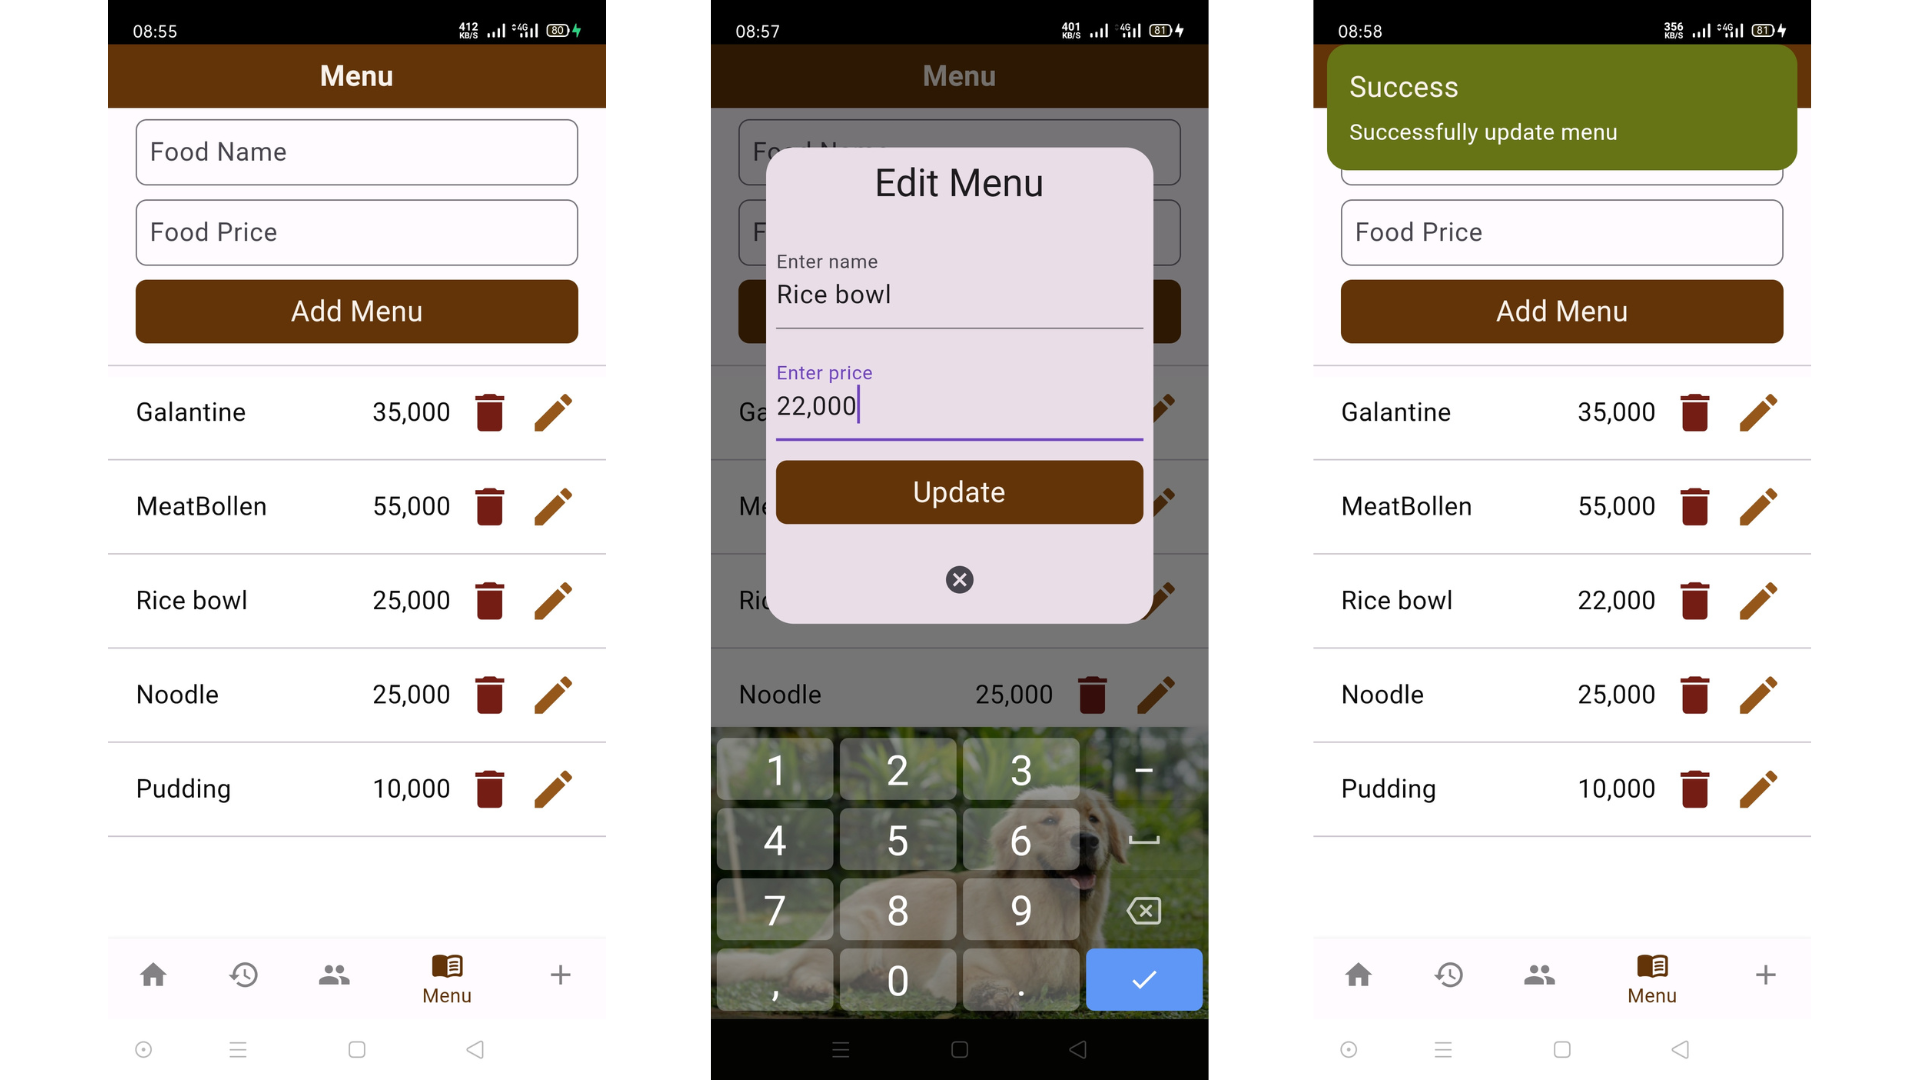 08:55
412
KB/S
4G
80
Menu
Food Name
Food Price
Add Menu
Galantine 35,000
MeatBollen 55,000
Rice bowl 25,000
Noodle 25,000
Pudding 10,000
Menu
08:57
401
KB/S
4G
81
Menu
Edit Menu
Enter name
Rice bowl
Enter price
22,000
Update
Noodle 25,000
1 2 3 –
4 5 6
7 8 9
, 0 .
08:58
356
KB/S
4G
81
Success
Successfully update menu
Food Price
Add Menu
Galantine 35,000
MeatBollen 55,000
Rice bowl 22,000
Noodle 25,000
Pudding 10,000
Menu